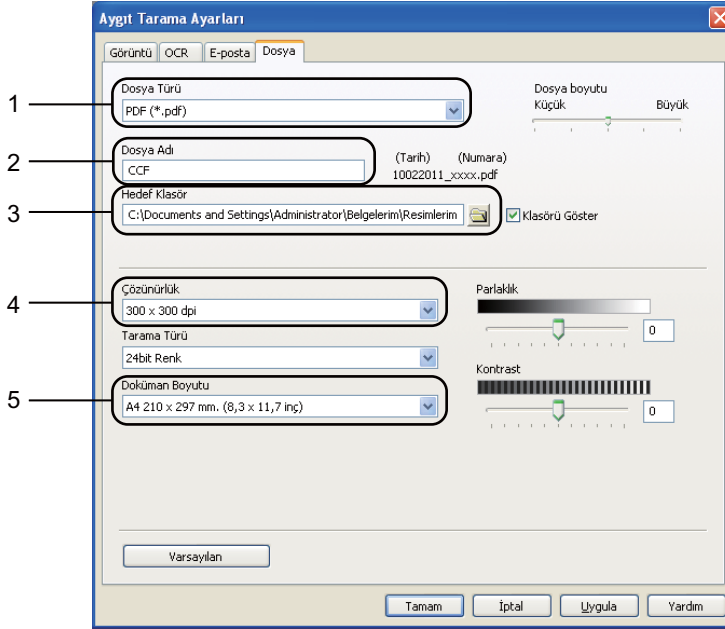 Aygıt Tarama Ayarları
Görüntü OCR E-posta Dosya
1
Dosya Türü
PDF (*.pdf)
Dosya boyutu
Küçük Büyük
2
Dosya Adı
CCF
(Tarih) (Numara)
10022011_xxxx.pdf
3
Hedef Klasör
C:\Documents and Settings\Administrator\Belgelerim\Resimlerim
Klasörü Göster
4
Çözünürlük
300 x 300 dpi
Parlaklık
0
Tarama Türü
24bit Renk
Kontrast
0
5
Doküman Boyutu
A4 210 x 297 mm. (8,3 x 11,7 inç)
Varsayılan
Tamam İptal Uygula Yardım